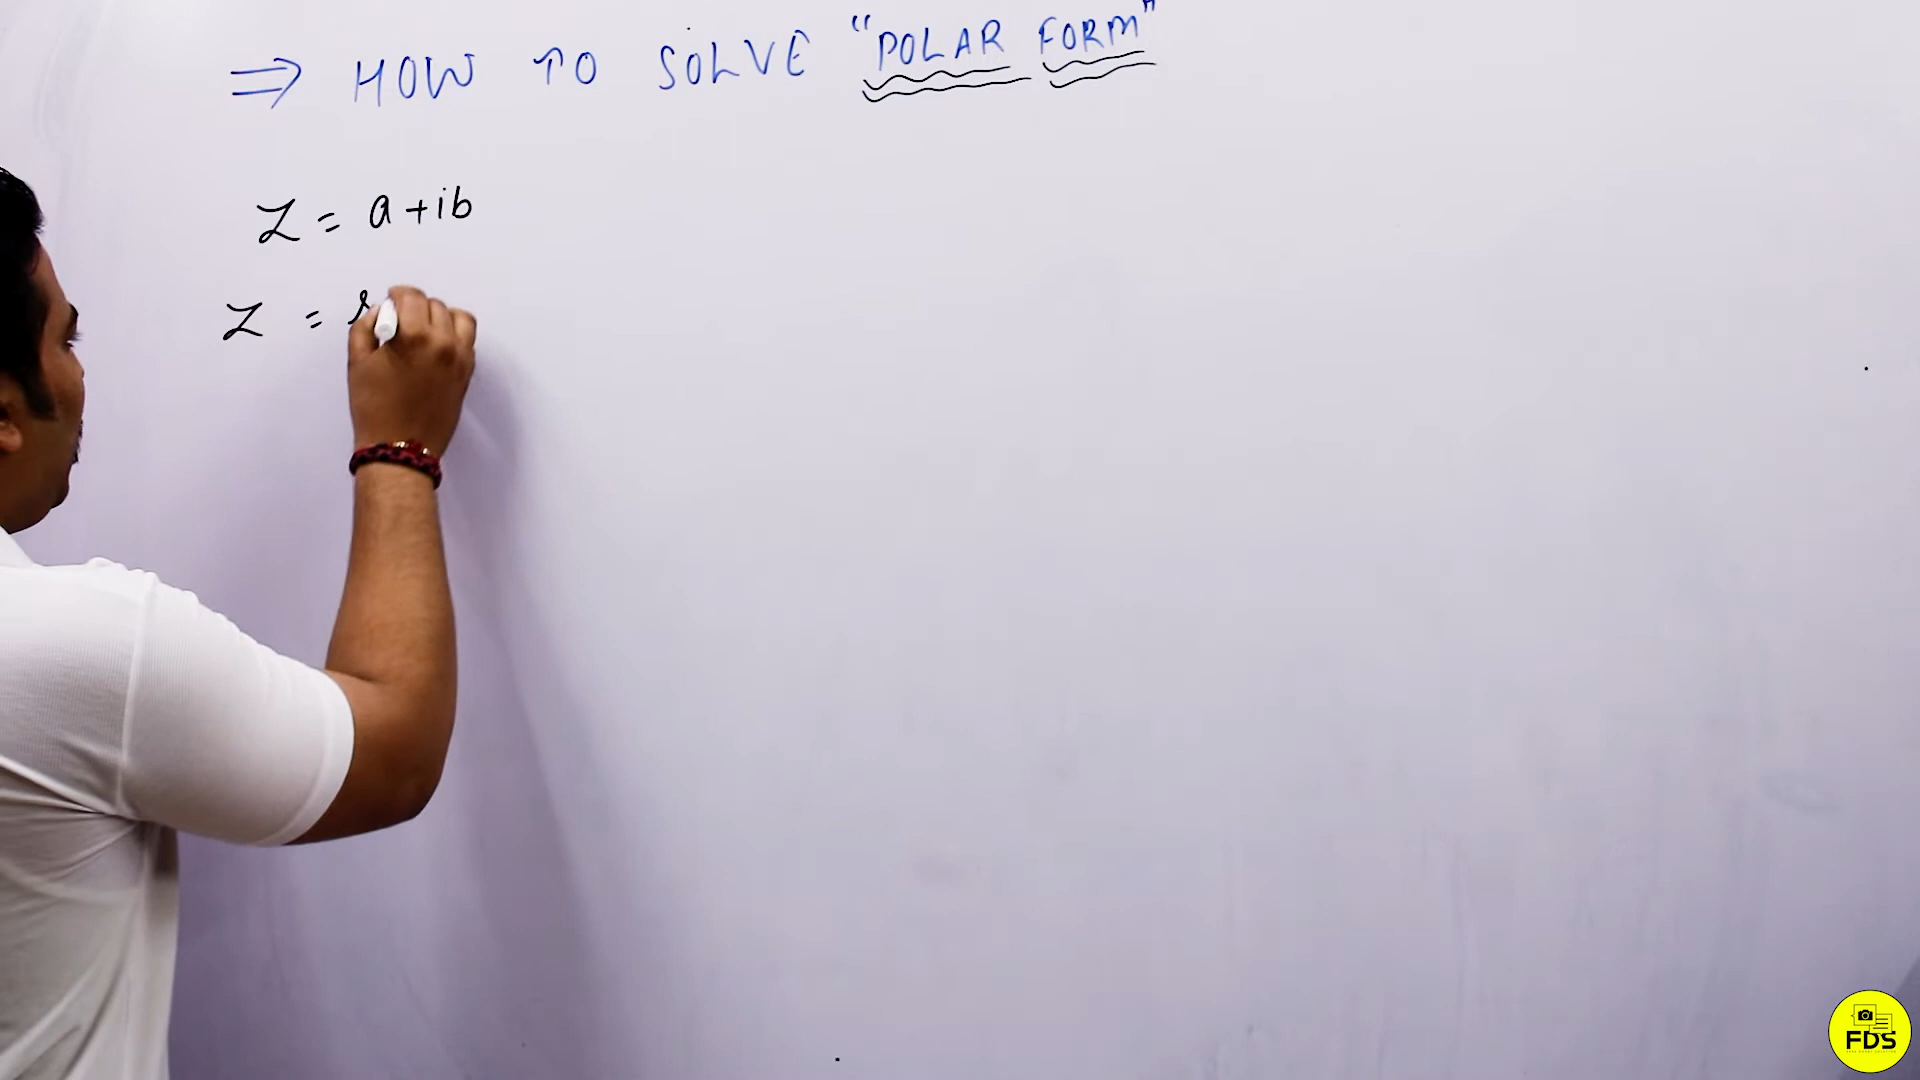 ⇒ HOW TO SOLVE "POLAR FORM"
Z = a + ib
Z = r
FDS